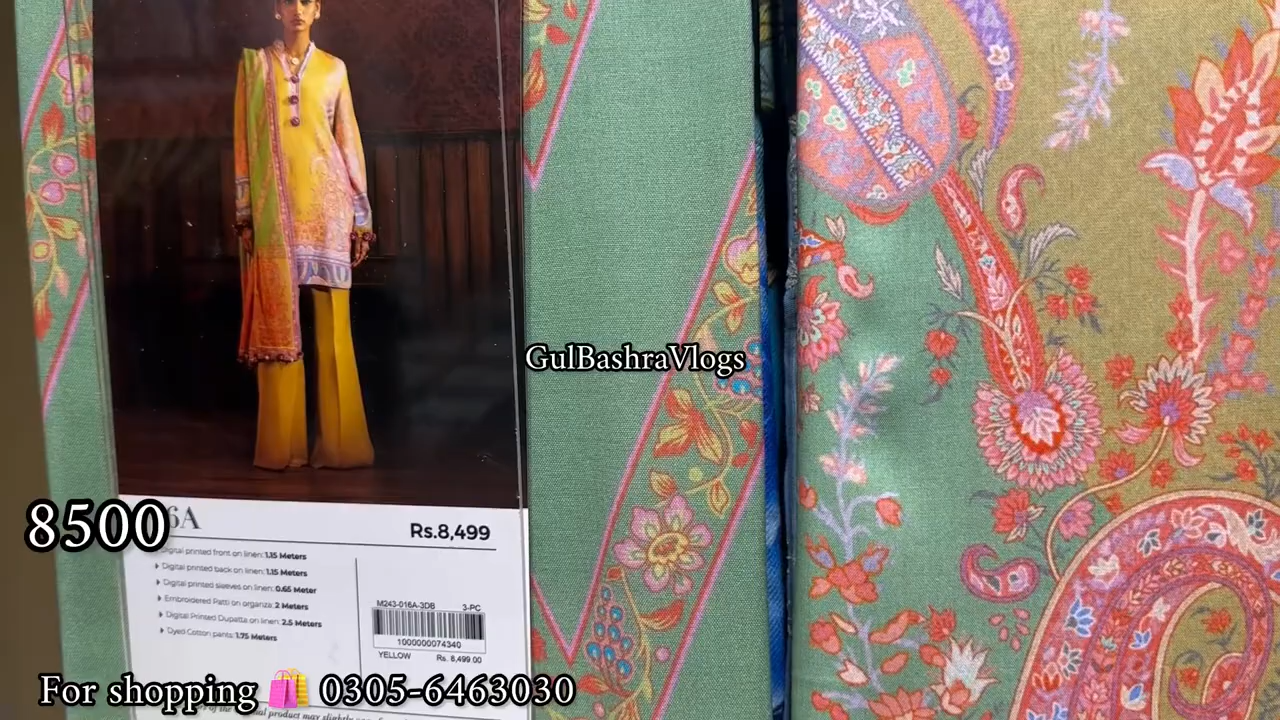 GulBashraVlogs
8500
6A
Rs.8,499
Digital printed front on linen: 1.15 Meters
Digital printed back on linen: 1.15 Meters
Digital printed sleeves on linen: 0.65 Meter
Embroidered Patti on organza: 2 Meters
Digital Printed Dupatta on linen: 2.5 Meters
Dyed Cotton pants: 1.75 Meters
M243-016A-3DB 3-PC
1000000074340
YELLOW Rs. 8,499.00
For shopping 🛍️ 0305-6463030
product may slightly